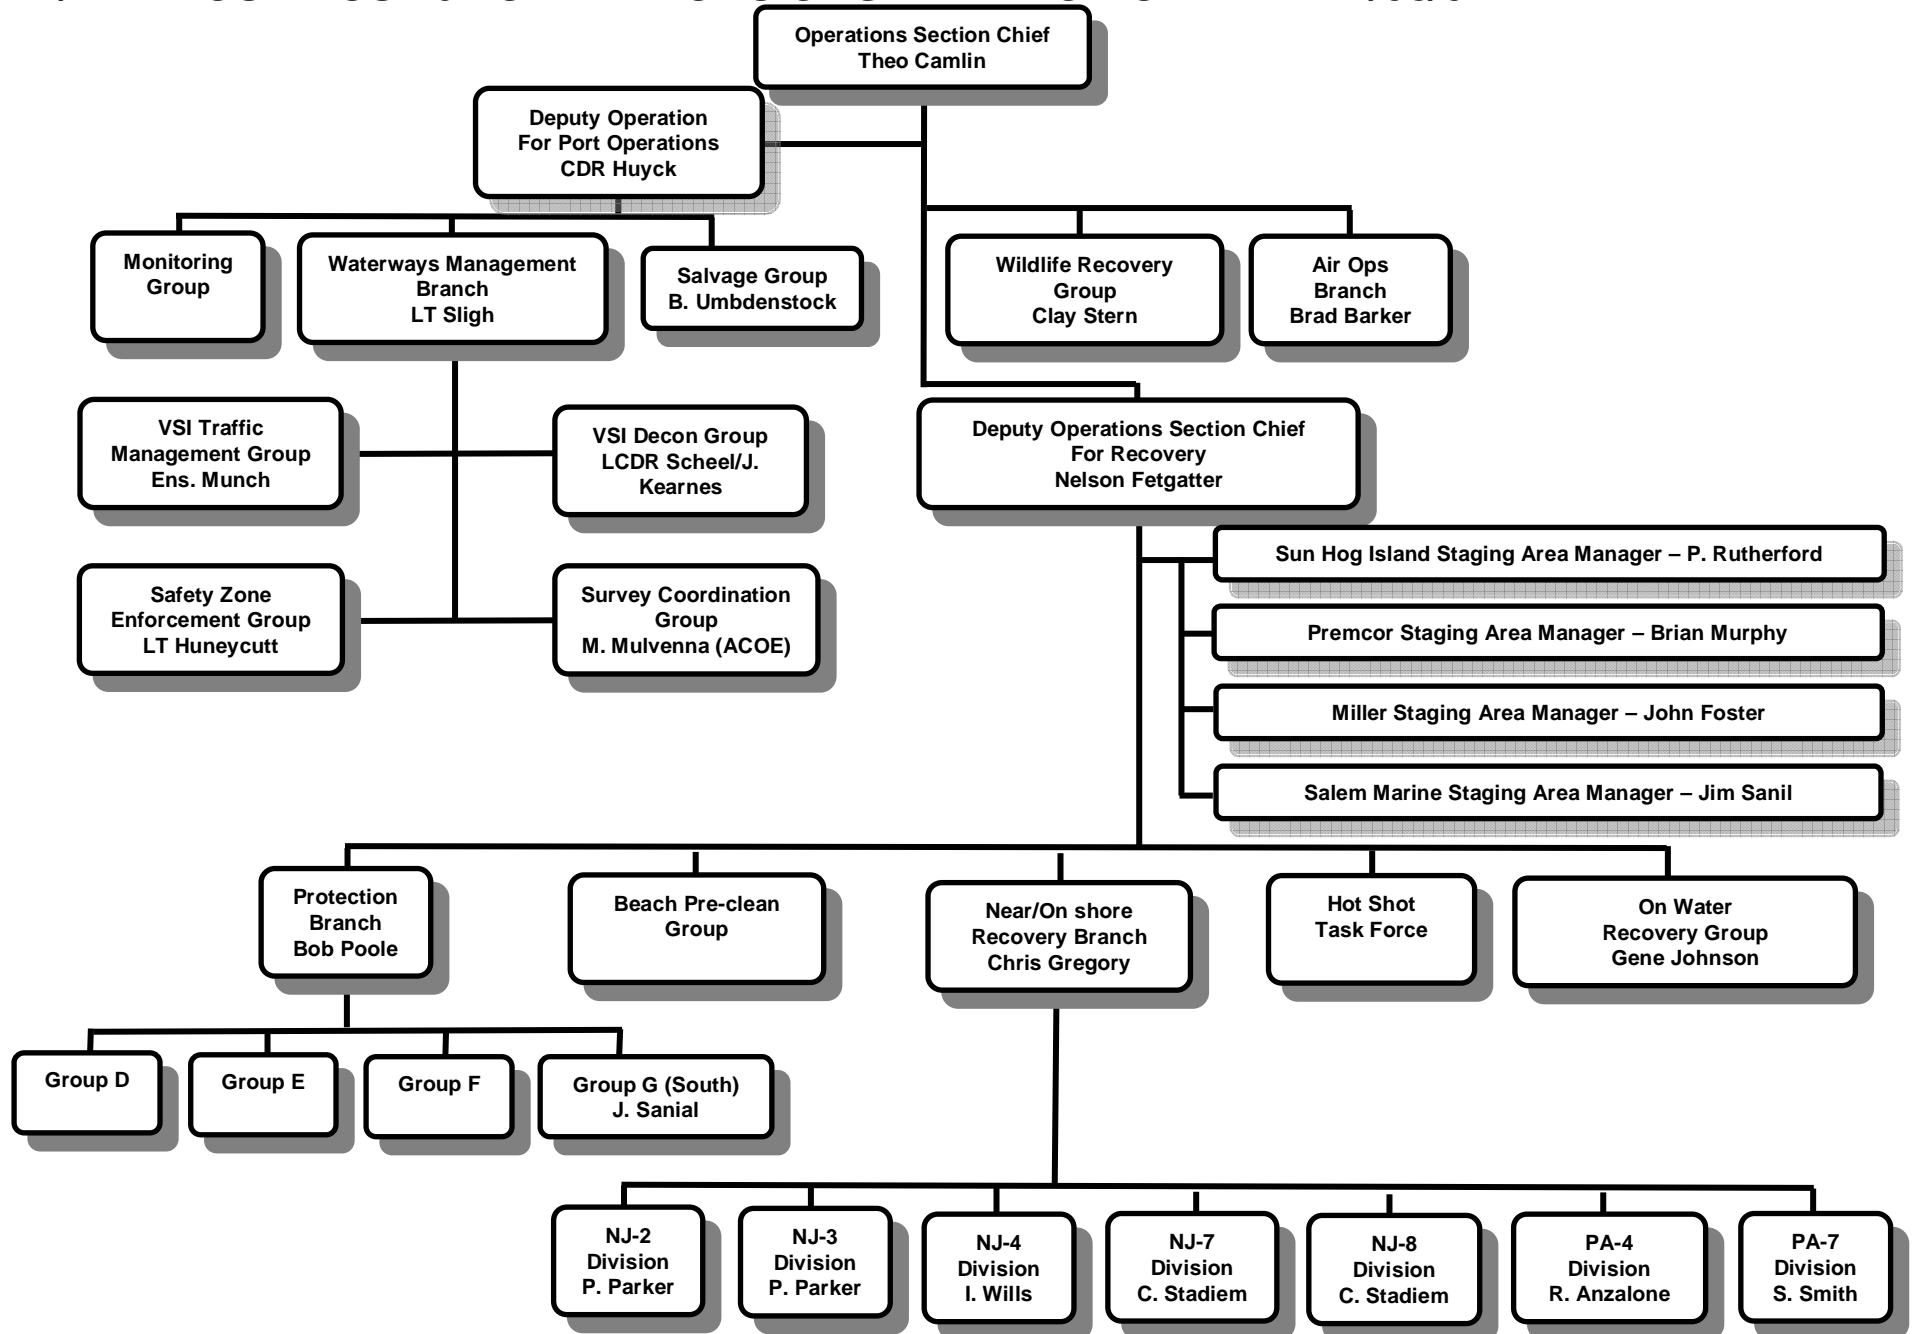 Operations Section Chief
Theo Camlin
Deputy Operation
For Port Operations
CDR Huyck
Monitoring
Group
Waterways Management
Branch
LT Sligh
Salvage Group
B. Umbdenstock
Wildlife Recovery
Group
Clay Stern
Air Ops
Branch
Brad Barker
VSI Traffic
Management Group
Ens. Munch
VSI Decon Group
LCDR Scheel/J.
Kearnes
Deputy Operations Section Chief
For Recovery
Nelson Fetgatter
Safety Zone
Enforcement Group
LT Huneycutt
Survey Coordination
Group
M. Mulvenna (ACOE)
Sun Hog Island Staging Area Manager – P. Rutherford
Premcor Staging Area Manager – Brian Murphy
Miller Staging Area Manager – John Foster
Salem Marine Staging Area Manager – Jim Sanil
Protection
Branch
Bob Poole
Beach Pre-clean
Group
Near/On shore
Recovery Branch
Chris Gregory
Hot Shot
Task Force
On Water
Recovery Group
Gene Johnson
Group D
Group E
Group F
Group G (South)
J. Sanial
NJ-2
Division
P. Parker
NJ-3
Division
P. Parker
NJ-4
Division
I. Wills
NJ-7
Division
C. Stadiem
NJ-8
Division
C. Stadiem
PA-4
Division
R. Anzalone
PA-7
Division
S. Smith